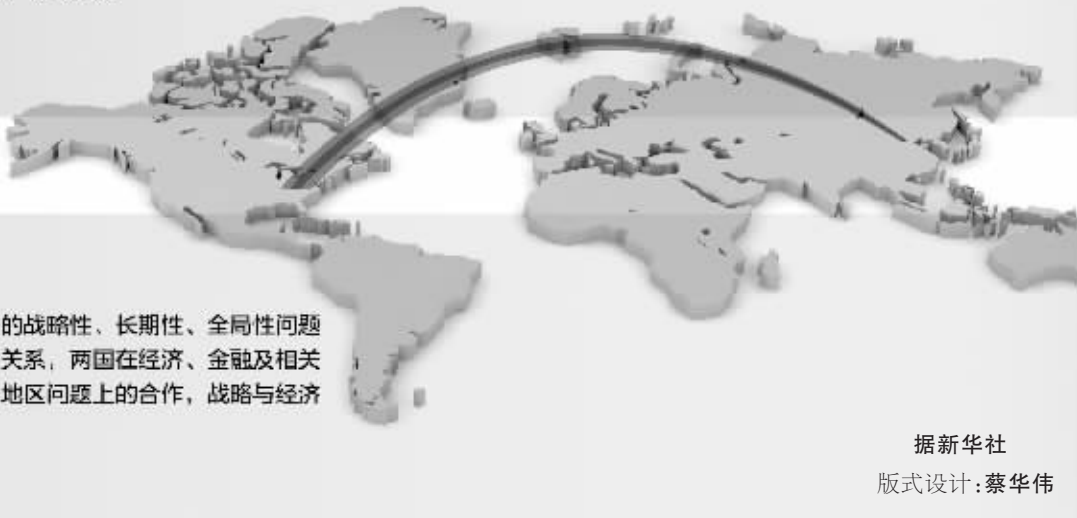 的战略性、长期性、全局性问题
关系，两国在经济、金融及相关
地区问题上的合作，战略与经济
据新华社
版式设计：蔡华伟